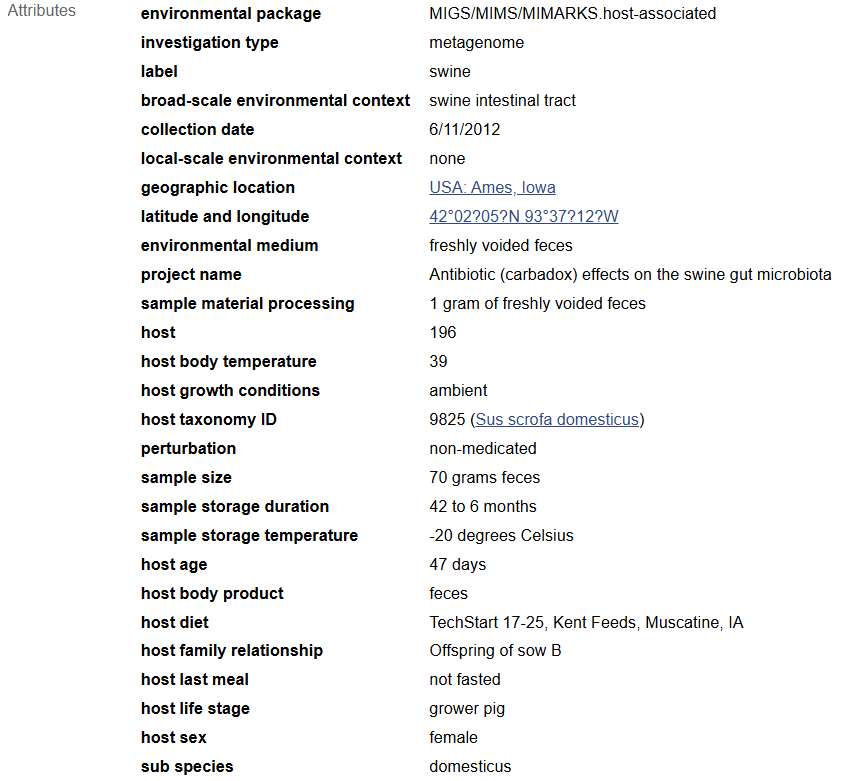 Attributes
environmental package MIGS/MIMS/MIMARKS.host-associated
investigation type metagenome
label swine
broad-scale environmental context swine intestinal tract
collection date 6/11/2012
local-scale environmental context none
geographic location USA: Ames, Iowa
latitude and longitude 42°02?05?N 93°37?12?W
environmental medium freshly voided feces
project name Antibiotic (carbadox) effects on the swine gut microbiota
sample material processing 1 gram of freshly voided feces
host 196
host body temperature 39
host growth conditions ambient
host taxonomy ID 9825 (Sus scrofa domesticus)
perturbation non-medicated
sample size 70 grams feces
sample storage duration 42 to 6 months
sample storage temperature -20 degrees Celsius
host age 47 days
host body product feces
host diet TechStart 17-25, Kent Feeds, Muscatine, IA
host family relationship Offspring of sow B
host last meal not fasted
host life stage grower pig
host sex female
sub species domesticus